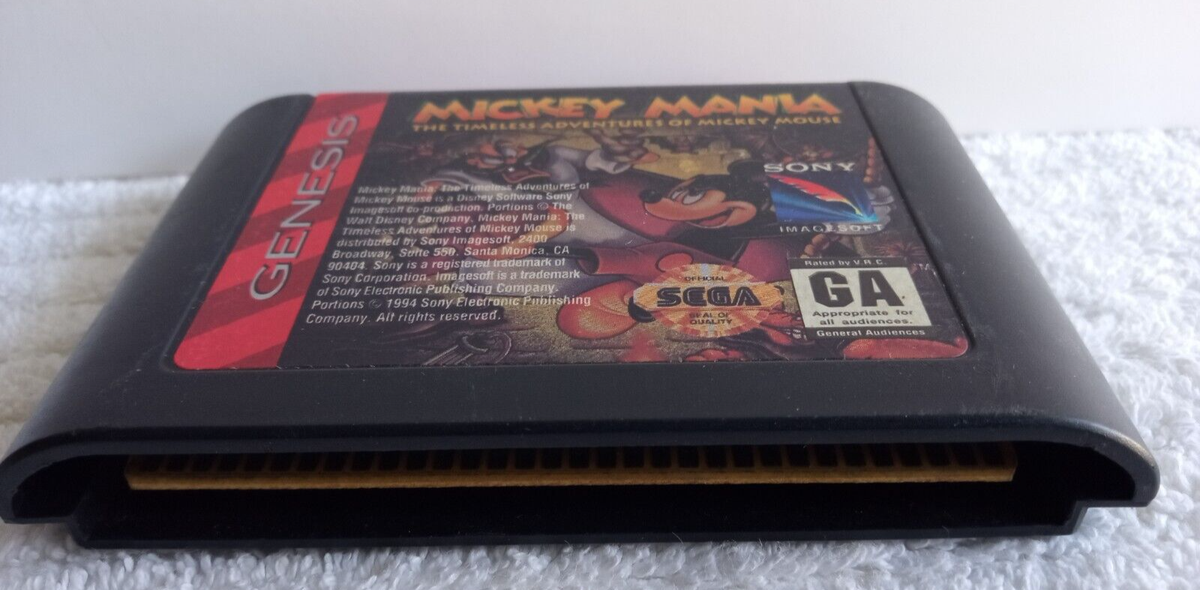 GENESIS
MICKEY MANIA
THE TIMELESS ADVENTURES OF MICKEY MOUSE
Mickey Mania: The Timeless Adventures of
Mickey Mouse is a Disney Software Sony
Imagesoft co-production. Portions © The
Walt Disney Company. Mickey Mania: The
Timeless Adventures of Mickey Mouse is
distributed by Sony Imagesoft, 2400
Broadway, Suite 550, Santa Monica, CA
90404. Sony is a registered trademark of
Sony Corporation. Imagesoft is a trademark
of Sony Electronic Publishing Company.
Portions © 1994 Sony Electronic Publishing
Company. All rights reserved.
SONY
IMAGESOFT
OFFICIAL
SEGA
SEAL OF
QUALITY
Rated by V.R.C.
GA
Appropriate for
all audiences.
General Audiences
TM